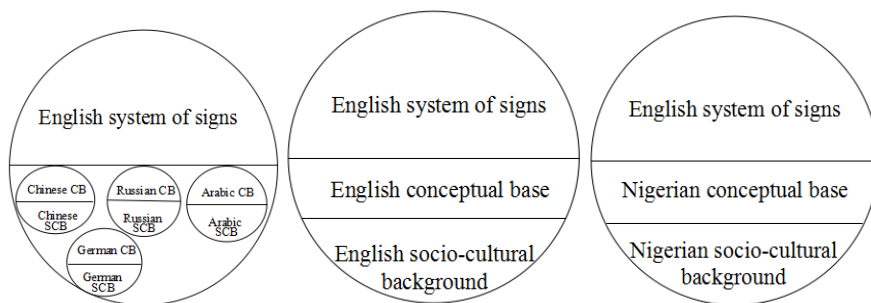 English system of signs
Chinese CB
Chinese
SCB
Russian CB
Russian
SCB
Arabic CB
Arabic
SCB
German CB
German
SCB
English system of signs
English conceptual base
English socio-cultural
background
English system of signs
Nigerian conceptual base
Nigerian socio-cultural
background